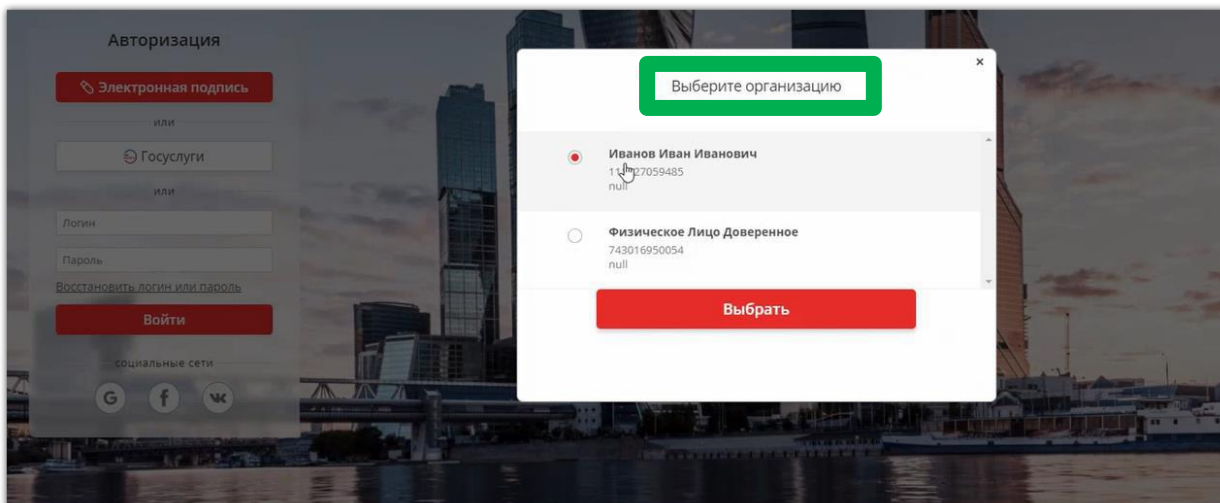 Авторизация
Электронная подпись
или
Госуслуги
или
Логин
Пароль
Восстановить логин или пароль
Войти
социальные сети
G f
Выберите организацию
×
Иванов Иван Иванович
null
Физическое Лицо Доверенное
743016950054
null
Выбрать